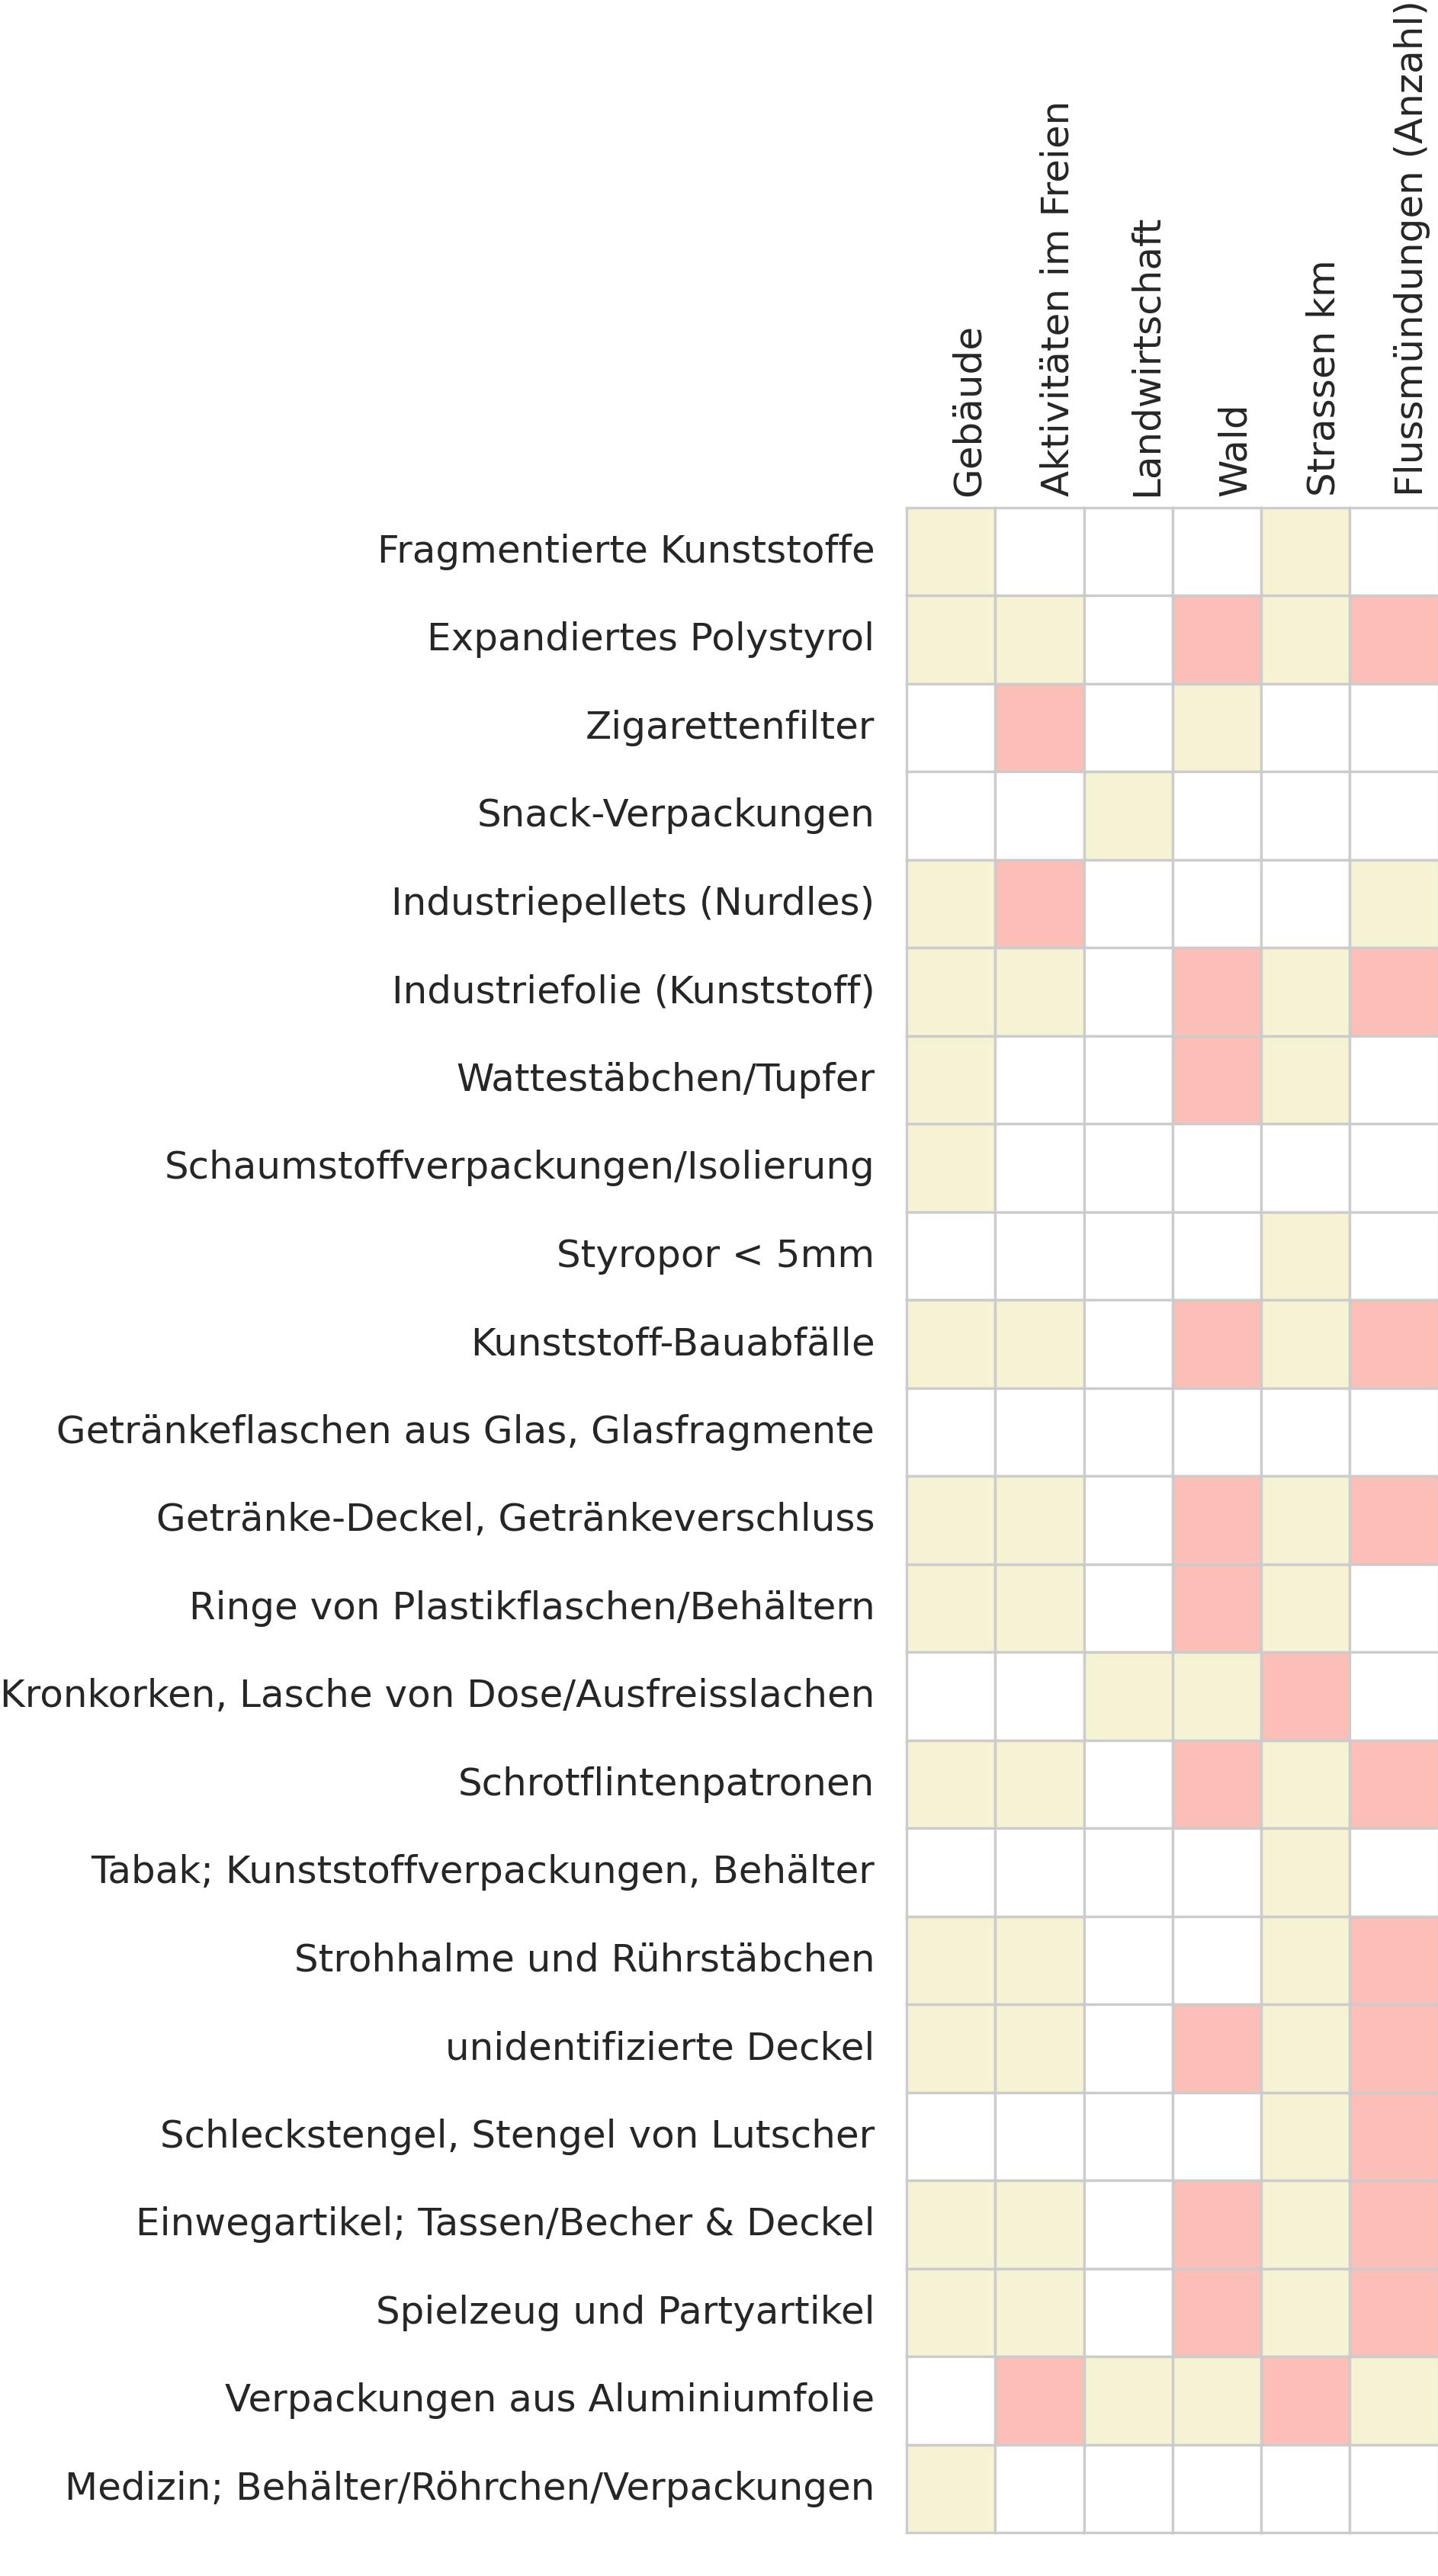 Gebäude
Aktivitäten im Freien
Landwirtschaft
Wald
Strassen km
Flussmündungen (Anzahl)
Fragmentierte Kunststoffe
Expandiertes Polystyrol
Zigarettenfilter
Snack-Verpackungen
Industriepellets (Nurdles)
Industriefolie (Kunststoff)
Wattestäbchen/Tupfer
Schaumstoffverpackungen/Isolierung
Styropor < 5mm
Kunststoff-Bauabfälle
Getränkeflaschen aus Glas, Glasfragmente
Getränke-Deckel, Getränkeverschluss
Ringe von Plastikflaschen/Behältern
Kronkorken, Lasche von Dose/Ausfreisslachen
Schrotflintenpatronen
Tabak; Kunststoffverpackungen, Behälter
Strohhalme und Rührstäbchen
unidentifizierte Deckel
Schleckstengel, Stengel von Lutscher
Einwegartikel; Tassen/Becher & Deckel
Spielzeug und Partyartikel
Verpackungen aus Aluminiumfolie
Medizin; Behälter/Röhrchen/Verpackungen